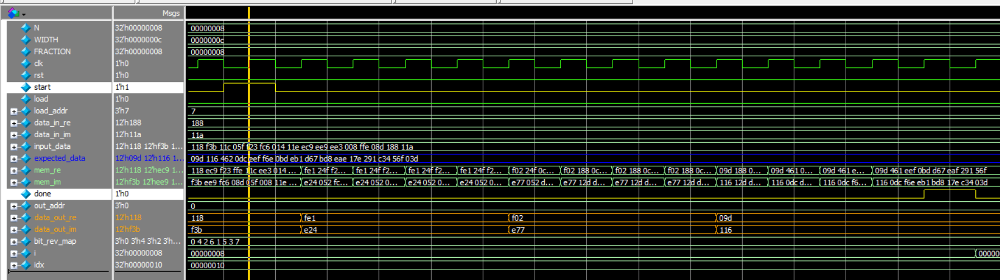 Msgs
N 32'h00000008 00000008
WIDTH 32'h0000000c 0000000c
FRACTION 32'h00000008 00000008
clk 1'h0
rst 1'h0
start 1'h1
load 1'h0
load_addr 3'h7 7
data_in_re 12'h188 188
data_in_im 12'h11a 11a
input_data 12'h118 12'hf3b 1... 118 f3b 11c 05f f23 fc6 014 11e ec9 ee9 ee3 008 ffe 08d 188 11a
expected_data 12'h09d 12'h116 1... 09d 116 462 0dc eef f6e 0bd eb1 d67 bd8 eae 17e 291 c34 56f 03d
mem_re 12'h118 12'hec9 1... 118 ec9 f23 ffe 11c ee3 014 ... fe1 24f f2... fe1 24f f2... fe1 24f f2... fe1 24f f2... f02 24f 0c... f02 188 0c... f02 188 0c... f02 188 0c... 09d 188 0... 09d 461 0... 09d 461 e... 09d 461 eef 0bd d67 eaf 291 56f
mem_im 12'hf3b 12'hee9 1... f3b ee9 fc6 08d 05f 008 11e ... e24 052 fc... e24 052 0... e24 052 0... e24 052 0... e77 052 d... e77 12d d... e77 12d d... e77 12d d... 116 12d d... 116 0dc d... 116 0dc f6... 116 0dc f6e eb1 bd8 17e c34 03d
done 1'h0
out_addr 3'h0 0
data_out_re 12'h118 118 fe1 f02 09d
data_out_im 12'hf3b f3b e24 e77 116
bit_rev_map 3'h0 3'h4 3'h2 3'h... 0 4 2 6 1 5 3 7
i 32'h00000008 00000008 00000
idx 32'h00000010 00000010